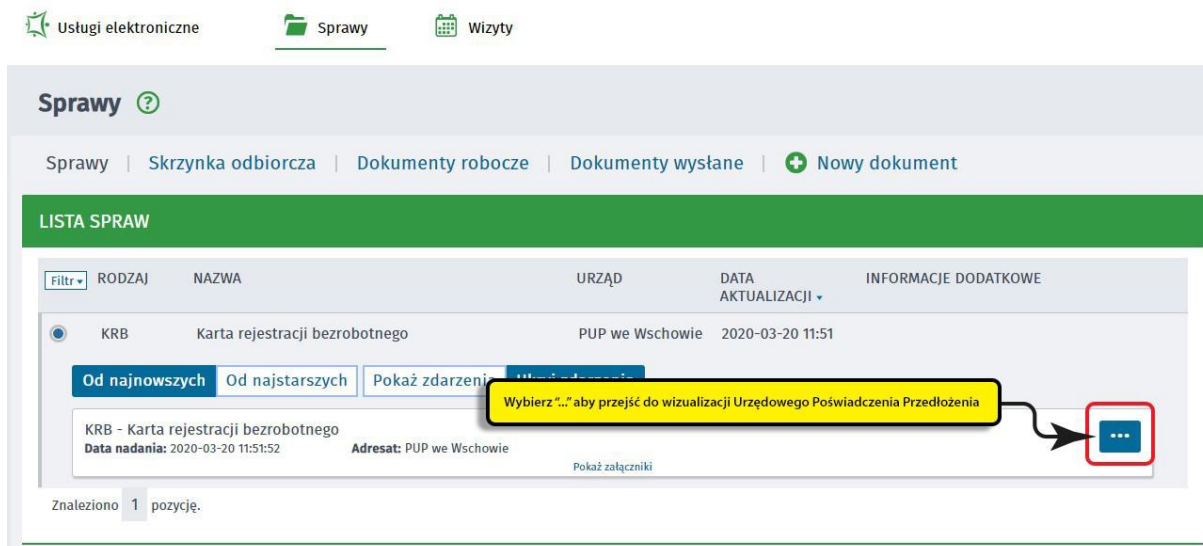 Usługi elektroniczne Sprawy Wizyty
Sprawy ?
Sprawy | Skrzynka odbiorcza | Dokumenty robocze | Dokumenty wysłane | Nowy dokument
LISTA SPRAW
Filtr RODZAJ NAZWA URZĄD DATA AKTUALIZACJI INFORMACJE DODATKOWE
KRB Karta rejestracji bezrobotnego PUP we Wschowie 2020-03-20 11:51
Od najnowszych Od najstarszych Pokaż zdarzenia
Wybierz "..." aby przejść do wizualizacji Urzędowego Poświadczenia Przedłożenia
...
KRB - Karta rejestracji bezrobotnego
Data nadania: 2020-03-20 11:51:52 Adresat: PUP we Wschowie
Pokaż załączniki
Znaleziono 1 pozycję.